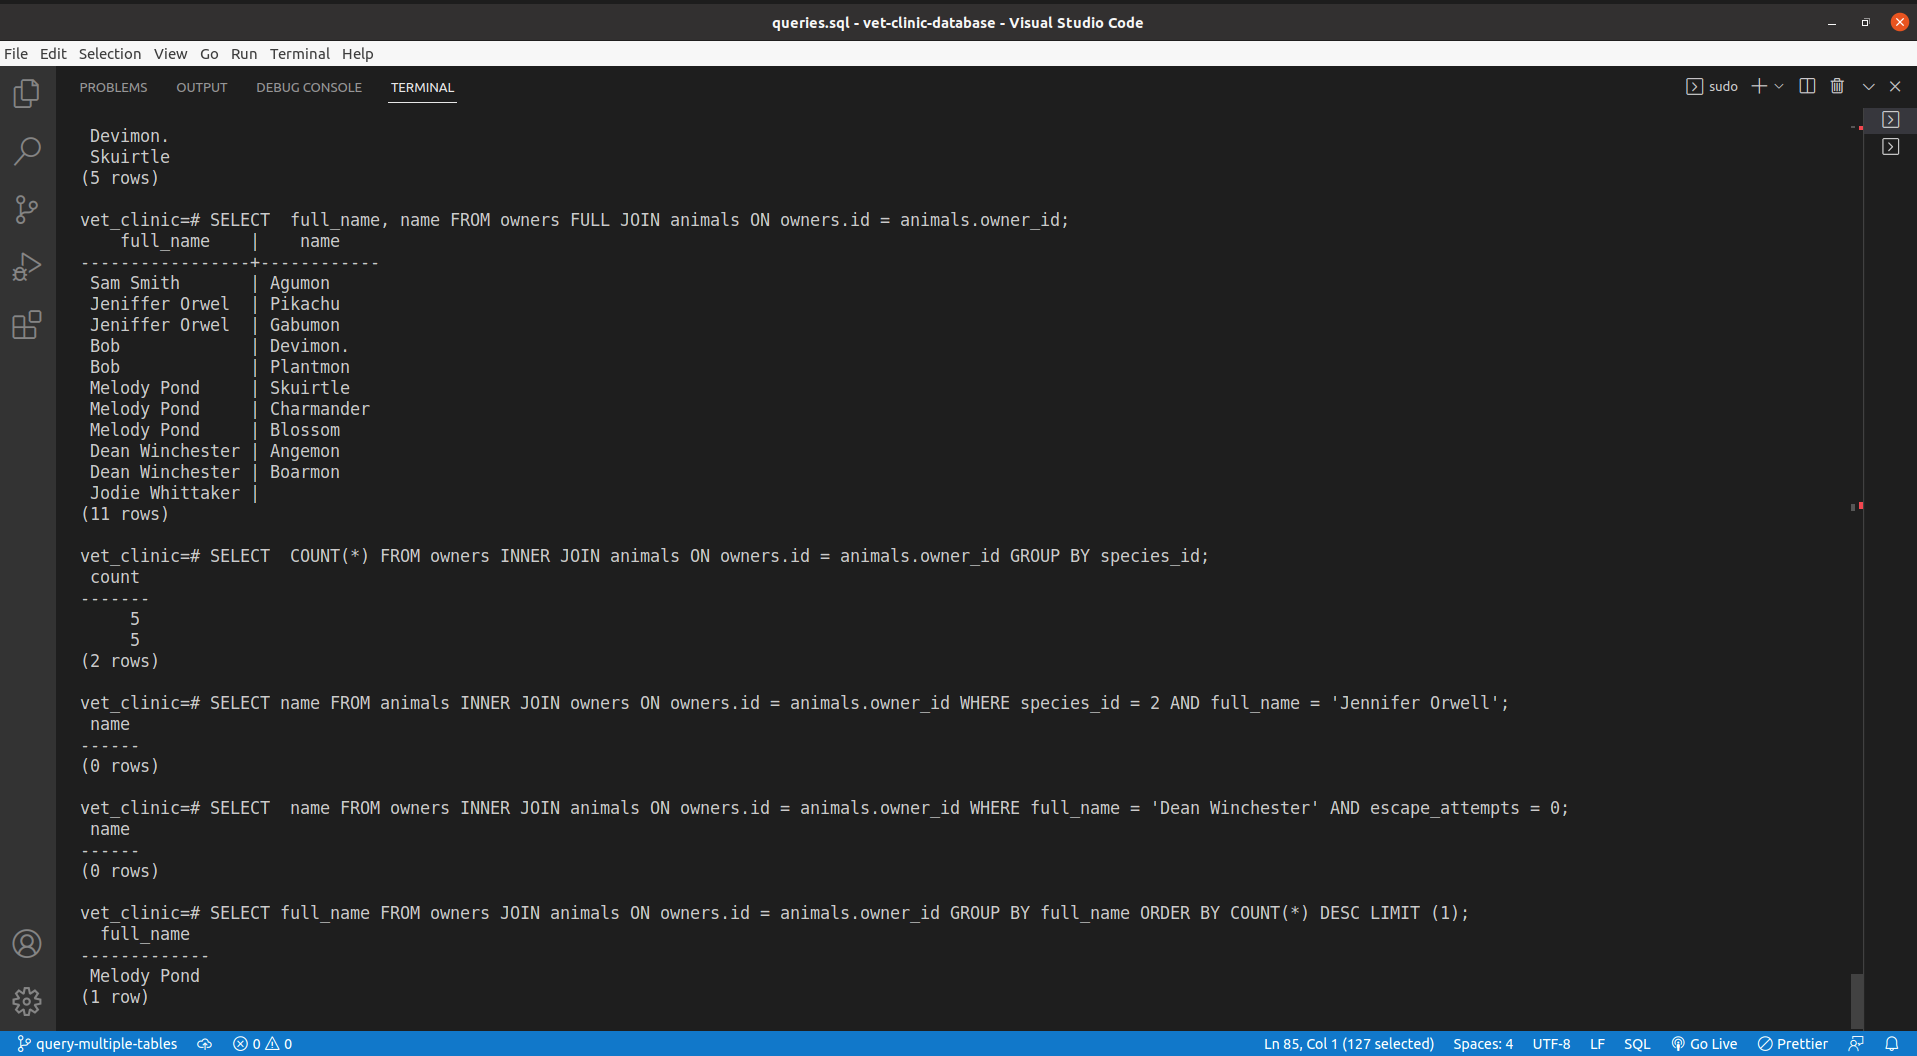 queries.sql - vet-clinic-database - Visual Studio Code
File Edit Selection View Go Run Terminal Help
PROBLEMS OUTPUT DEBUG CONSOLE TERMINAL sudo
 Devimon.
 Skuirtle
(5 rows)
vet_clinic=# SELECT  full_name, name FROM owners FULL JOIN animals ON owners.id = animals.owner_id;
    full_name    |    name
-----------------+------------
 Sam Smith       | Agumon
 Jeniffer Orwel  | Pikachu
 Jeniffer Orwel  | Gabumon
 Bob             | Devimon.
 Bob             | Plantmon
 Melody Pond     | Skuirtle
 Melody Pond     | Charmander
 Melody Pond     | Blossom
 Dean Winchester | Angemon
 Dean Winchester | Boarmon
 Jodie Whittaker |
(11 rows)
vet_clinic=# SELECT  COUNT(*) FROM owners INNER JOIN animals ON owners.id = animals.owner_id GROUP BY species_id;
 count
-------
     5
     5
(2 rows)
vet_clinic=# SELECT name FROM animals INNER JOIN owners ON owners.id = animals.owner_id WHERE species_id = 2 AND full_name = 'Jennifer Orwell';
 name
------
(0 rows)
vet_clinic=# SELECT  name FROM owners INNER JOIN animals ON owners.id = animals.owner_id WHERE full_name = 'Dean Winchester' AND escape_attempts = 0;
 name
------
(0 rows)
vet_clinic=# SELECT full_name FROM owners JOIN animals ON owners.id = animals.owner_id GROUP BY full_name ORDER BY COUNT(*) DESC LIMIT (1);
  full_name
-------------
 Melody Pond
(1 row)
query-multiple-tables 0 0 Ln 85, Col 1 (127 selected) Spaces: 4 UTF-8 LF SQL Go Live Prettier